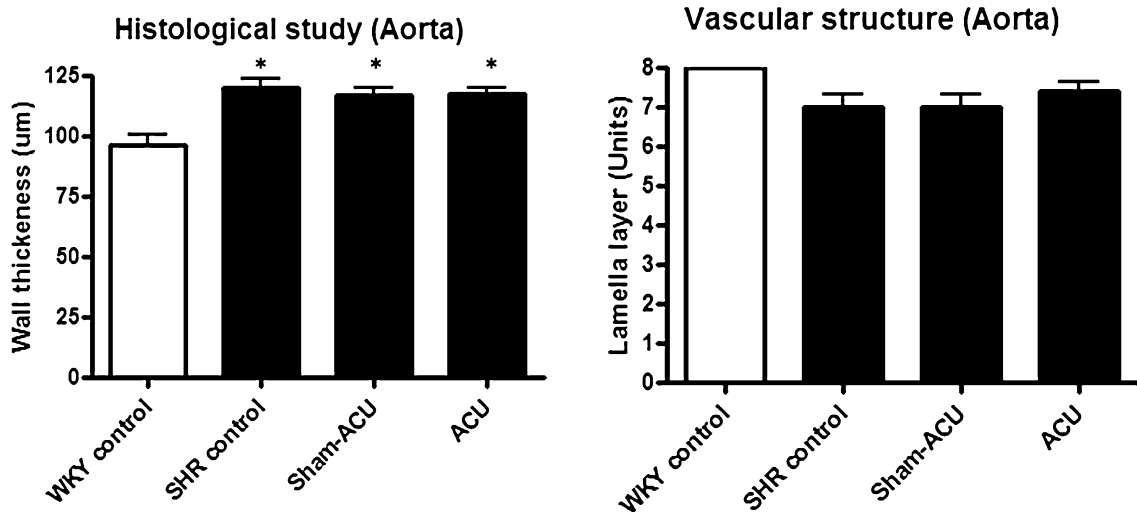 Histological study (Aorta)
* * *
Wall thickeness (um)
125
100
75
50
25
0
WKY control
SHR control
Sham-ACU
ACU
Vascular structure (Aorta)
Lamella layer (Units)
8
7
6
5
4
3
2
1
0
WKY control
SHR control
Sham-ACU
ACU